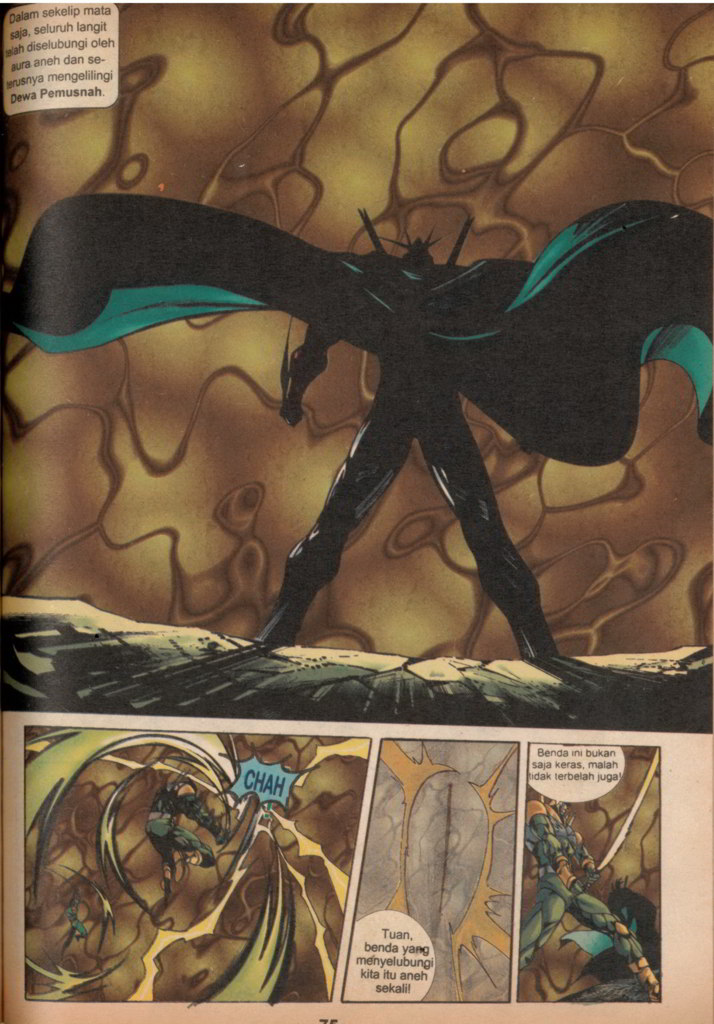 Dalam sekelip mata
saja, seluruh langit
telah diselubungi oleh
aura aneh dan se-
terusnya mengelilingi
Dewa Pemusnah.
CHAH
Tuan,
benda yang
menyelubungi
kita itu aneh
sekali!
Benda ini bukan
saja keras, malah
tidak terbelah juga!
75